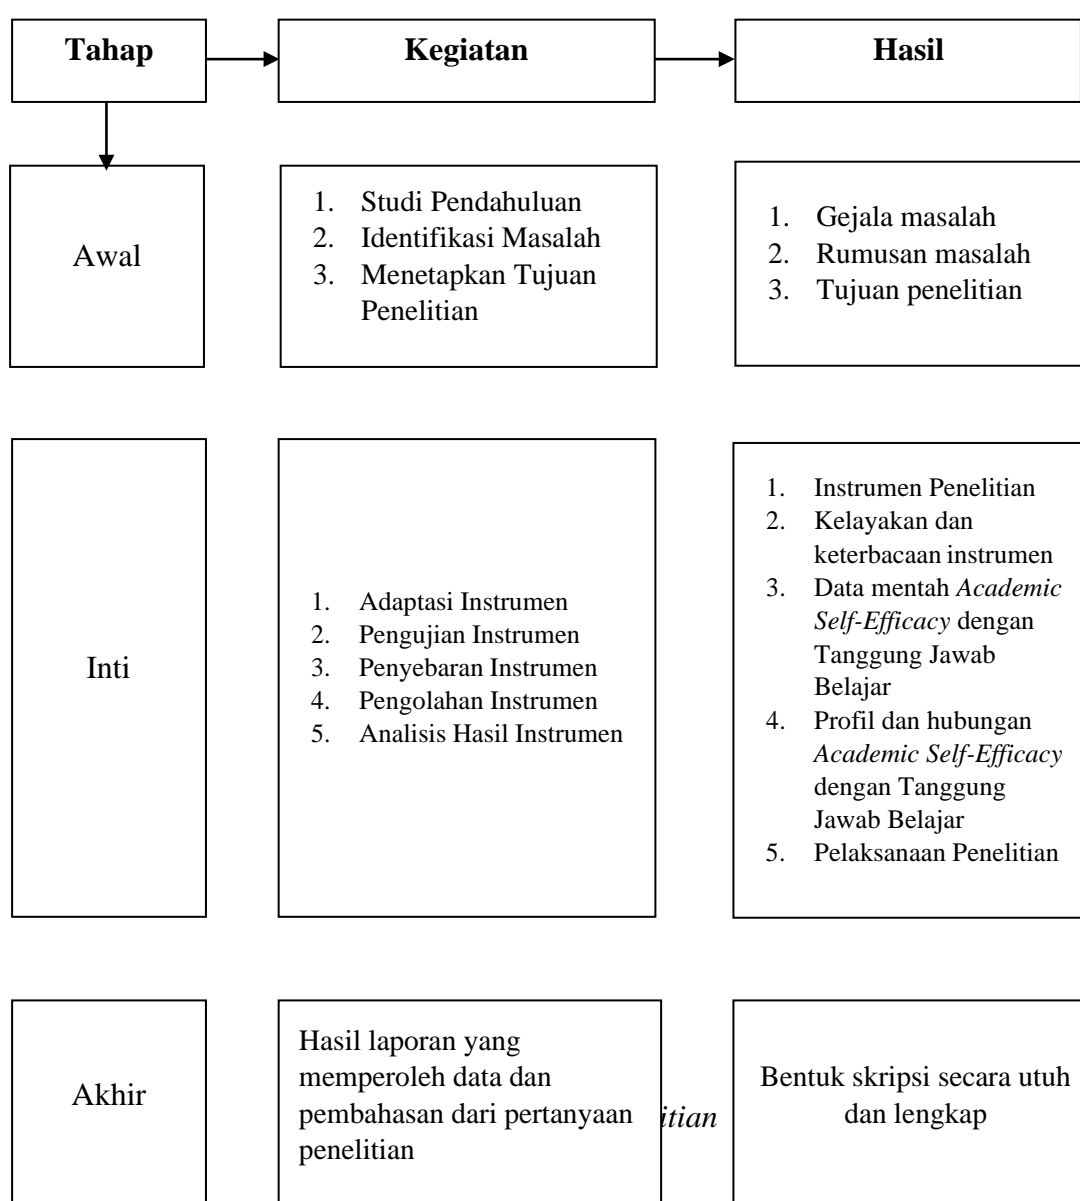 Tahap
Kegiatan
Hasil
Awal
1. Studi Pendahuluan
2. Identifikasi Masalah
3. Menetapkan Tujuan
Penelitian
1. Gejala masalah
2. Rumusan masalah
3. Tujuan penelitian
Inti
1. Adaptasi Instrumen
2. Pengujian Instrumen
3. Penyebaran Instrumen
4. Pengolahan Instrumen
5. Analisis Hasil Instrumen
1. Instrumen Penelitian
2. Kelayakan dan
keterbacaan instrumen
3. Data mentah Academic
Self-Efficacy dengan
Tanggung Jawab
Belajar
4. Profil dan hubungan
Academic Self-Efficacy
dengan Tanggung
Jawab Belajar
5. Pelaksanaan Penelitian
Akhir
Hasil laporan yang
memperoleh data dan
pembahasan dari pertanyaan
penelitian
itian
Bentuk skripsi secara utuh
dan lengkap